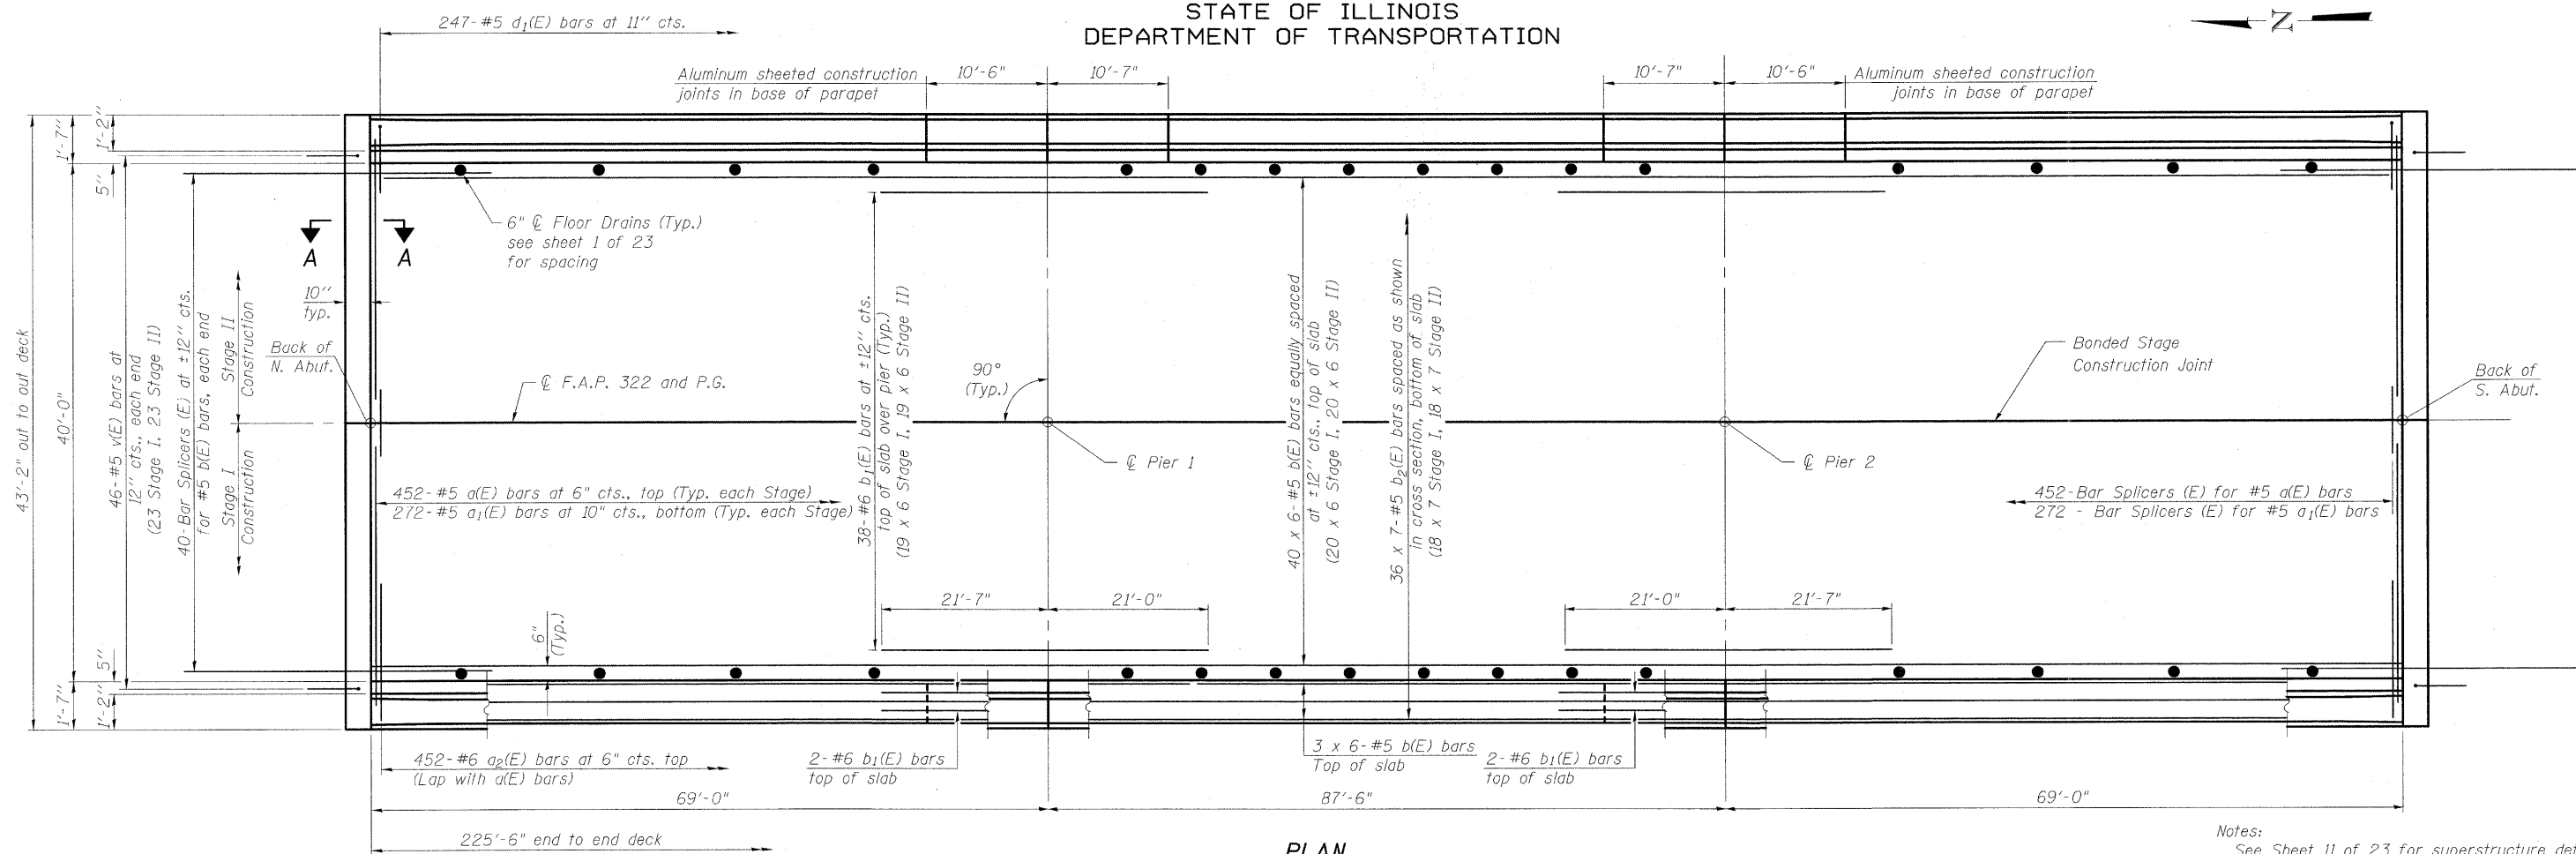 STATE OF ILLINOIS
DEPARTMENT OF TRANSPORTATION
Z
247-#5 d1(E) bars at 11" cts.
Aluminum sheeted construction
joints in base of parapet
10'-6"
10'-7"
10'-7"
10'-6"
Aluminum sheeted construction
joints in base of parapet
1'-7"
1'-2"
5"
6" ℄ Floor Drains (Typ.)
see sheet 1 of 23
for spacing
A
A
10"
typ.
43'-2" out to out deck
40'-0"
46-#5 v(E) bars at
12" cts., each end
(23 Stage I, 23 Stage II)
40-Bar Splicers (E) at ±12" cts.
for #5 b(E) bars, each end
Stage II
Construction
Stage I
Construction
Back of
N. Abut.
℄ F.A.P. 322 and P.G.
38-#6 b1(E) bars at ±12" cts.
top of slab over pier (Typ.)
(19 x 6 Stage I, 19 x 6 Stage II)
90°
(Typ.)
℄ Pier 1
40 x 6-#5 b(E) bars equally spaced
at ±12" cts., top of slab
(20 x 6 Stage I, 20 x 6 Stage II)
36 x 7-#5 b2(E) bars spaced as shown
in cross section, bottom of slab
(18 x 7 Stage I, 18 x 7 Stage II)
℄ Pier 2
Bonded Stage
Construction Joint
Back of
S. Abut.
452-#5 a(E) bars at 6" cts., top (Typ. each Stage)
272-#5 a1(E) bars at 10" cts., bottom (Typ. each Stage)
452-Bar Splicers (E) for #5 a(E) bars
272 - Bar Splicers (E) for #5 a1(E) bars
21'-7"
21'-0"
21'-0"
21'-7"
6"
(Typ.)
5"
1'-7"
1'-2"
452-#6 a2(E) bars at 6" cts. top
(Lap with a(E) bars)
2-#6 b1(E) bars
top of slab
3 x 6-#5 b(E) bars
Top of slab
2-#6 b1(E) bars
top of slab
69'-0"
87'-6"
69'-0"
225'-6" end to end deck
PLAN
Notes:
See Sheet 11 of 23 for superstructure det